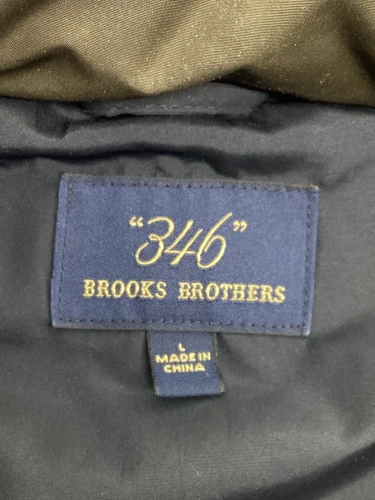 "346"
BROOKS BROTHERS
L
MADE IN
CHINA